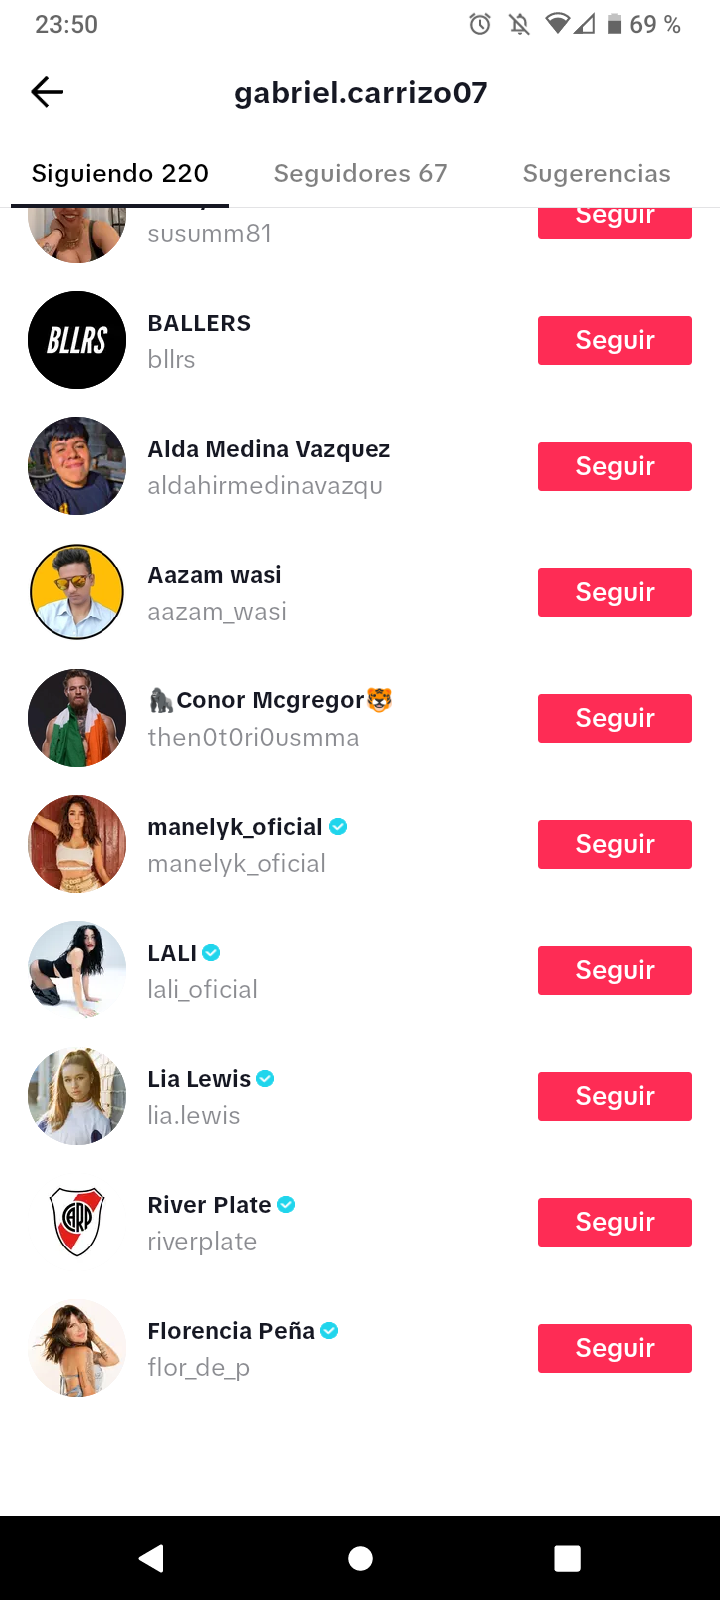 23:50
69 %
gabriel.carrizo07
Siguiendo 220
Seguidores 67
Sugerencias
susumm81
Seguir
BLLRS
BALLERS
bllrs
Seguir
Alda Medina Vazquez
aldahirmedinavazqu
Seguir
Aazam wasi
aazam_wasi
Seguir
🦍Conor Mcgregor🐯
then0t0ri0usmma
Seguir
manelyk_oficial
manelyk_oficial
Seguir
LALI
lali_oficial
Seguir
Lia Lewis
lia.lewis
Seguir
CARP
River Plate
riverplate
Seguir
Florencia Peña
flor_de_p
Seguir